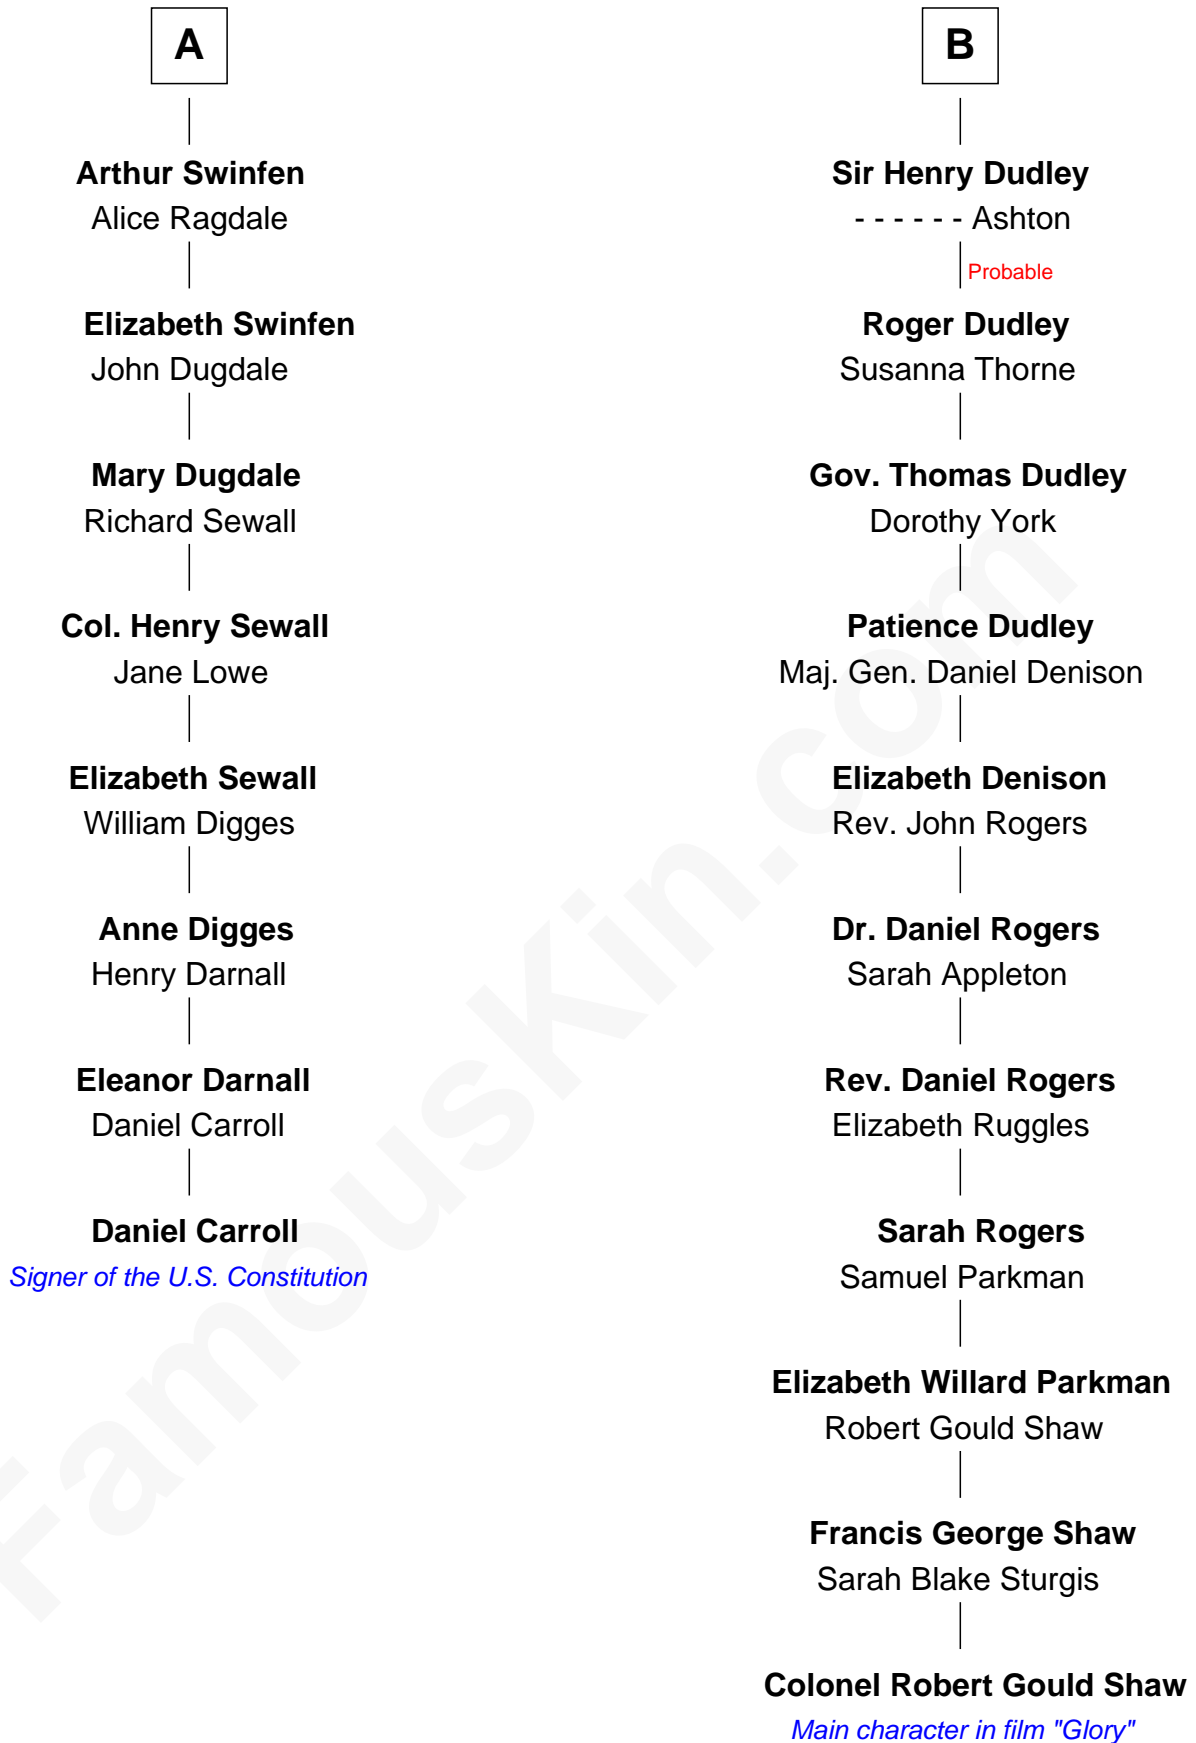 A
Arthur Swinfen
Alice Ragdale
Elizabeth Swinfen
John Dugdale
Mary Dugdale
Richard Sewall
Col. Henry Sewall
Jane Lowe
Elizabeth Sewall
William Digges
Anne Digges
Henry Darnall
Eleanor Darnall
Daniel Carroll
Daniel Carroll
Signer of the U.S. Constitution
B
Sir Henry Dudley
- - - - - - Ashton
Probable
Roger Dudley
Susanna Thorne
Gov. Thomas Dudley
Dorothy York
Patience Dudley
Maj. Gen. Daniel Denison
Elizabeth Denison
Rev. John Rogers
Dr. Daniel Rogers
Sarah Appleton
Rev. Daniel Rogers
Elizabeth Ruggles
Sarah Rogers
Samuel Parkman
Elizabeth Willard Parkman
Robert Gould Shaw
Francis George Shaw
Sarah Blake Sturgis
Colonel Robert Gould Shaw
Main character in film "Glory"
FamousKin.com